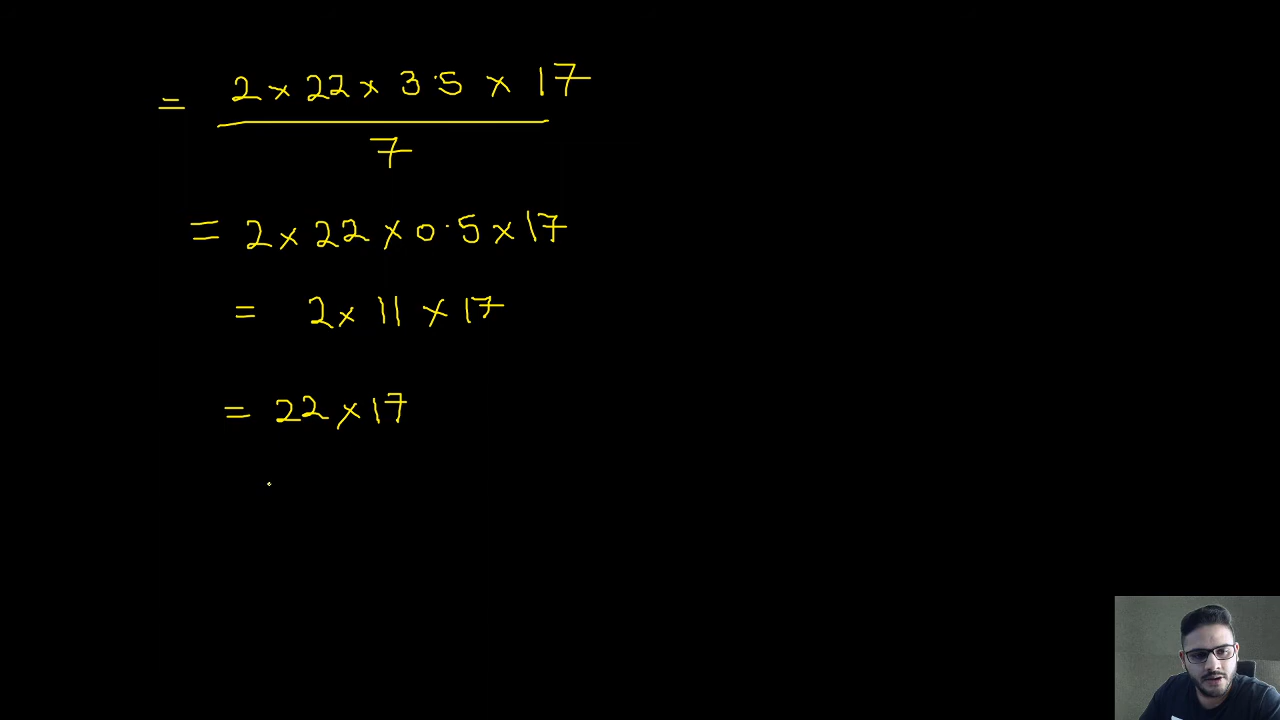 = 2 × 22 × 3.5 × 17
7
= 2 × 22 × 0.5 × 17
= 2 × 11 × 17
= 22 × 17